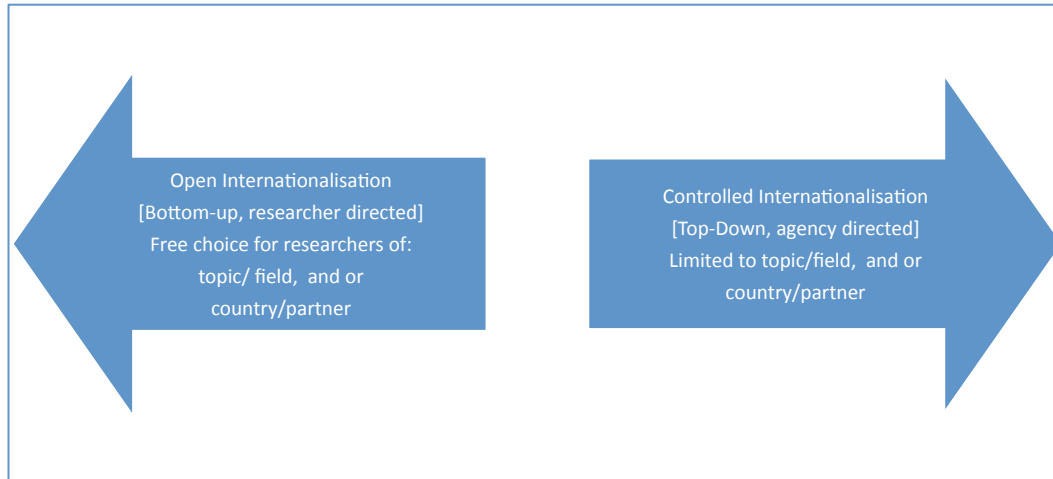 Open Internationalisation
[Bottom-up, researcher directed]
Free choice for researchers of:
topic/ field,  and or
country/partner
Controlled Internationalisation
[Top-Down, agency directed]
Limited to topic/field,  and or
country/partner